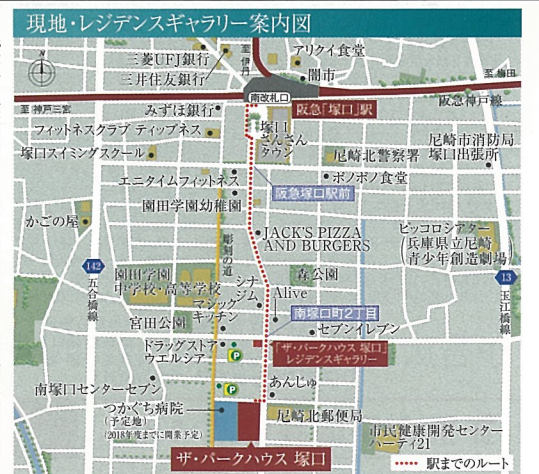 現地・レジデンスギャラリー案内図
N
三菱UFJ銀行
三井住友銀行
至伊丹
アリクイ食堂
闇市
至梅田
南改札口
至神戸三宮
みずほ銀行
阪急「塚口」駅
阪急神戸線
フィットネスクラブ ティップネス
塚口スイミングスクール
塚口
さんさん
タウン
尼崎北警察署
尼崎市消防局
塚口出張所
エニタイムフィットネス
ボノボノ食堂
阪急塚口駅前
園田学園幼稚園
かごの屋
JACK'S PIZZA
AND BURGERS
ピッコロシアター
(兵庫県立尼崎
青少年創造劇場)
彫刻の道
142
五合橋線
園田学園
中学校・高等学校
シナジム
森公園
13
玉江橋線
マジック
キッチン
Alive
宮田公園
南塚口町2丁目
セブンイレブン
ドラッグストア
ウエルシア
P
「ザ・パークハウス 塚口」
レジデンスギャラリー
南塚口センターセブン
P
あんじゅ
つかぐち病院
(予定地)
(2018年度までに開業予定)
尼崎北郵便局
市民健康開発センター
ハーティ21
ザ・パークハウス 塚口
駅までのルート